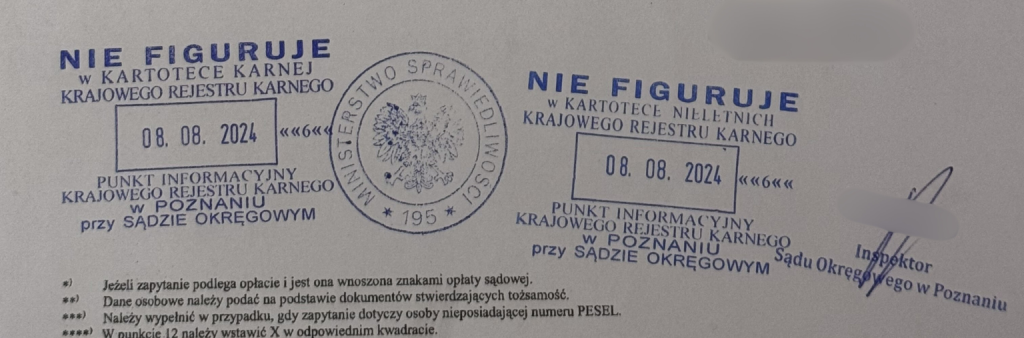 NIE FIGURUJE
w KARTOTECE KARNEJ
KRAJOWEGO REJESTRU KARNEGO
08. 08. 2024
««6««
PUNKT INFORMACYJNY
KRAJOWEGO REJESTRU KARNEGO
w POZNANIU
przy SĄDZIE OKRĘGOWYM
MINISTERSTWO SPRAWIEDLIWOŚCI
* 195 *
NIE FIGURUJE
w KARTOTECE NIELETNICH
KRAJOWEGO REJESTRU KARNEGO
08. 08. 2024
««6««
PUNKT INFORMACYJNY
KRAJOWEGO REJESTRU KARNEGO
w POZNANIU
przy SĄDZIE OKRĘGOWYM
Inspektor
Sądu Okręgowego w Poznaniu
*) Jeżeli zapytanie podlega opłacie i jest ona wnoszona znakami opłaty sądowej.
**) Dane osobowe należy podać na podstawie dokumentów stwierdzających tożsamość.
***) Należy wypełnić w przypadku, gdy zapytanie dotyczy osoby nieposiadającej numeru PESEL.
****) W punkcie 12 należy wstawić X w odpowiednim kwadracie.